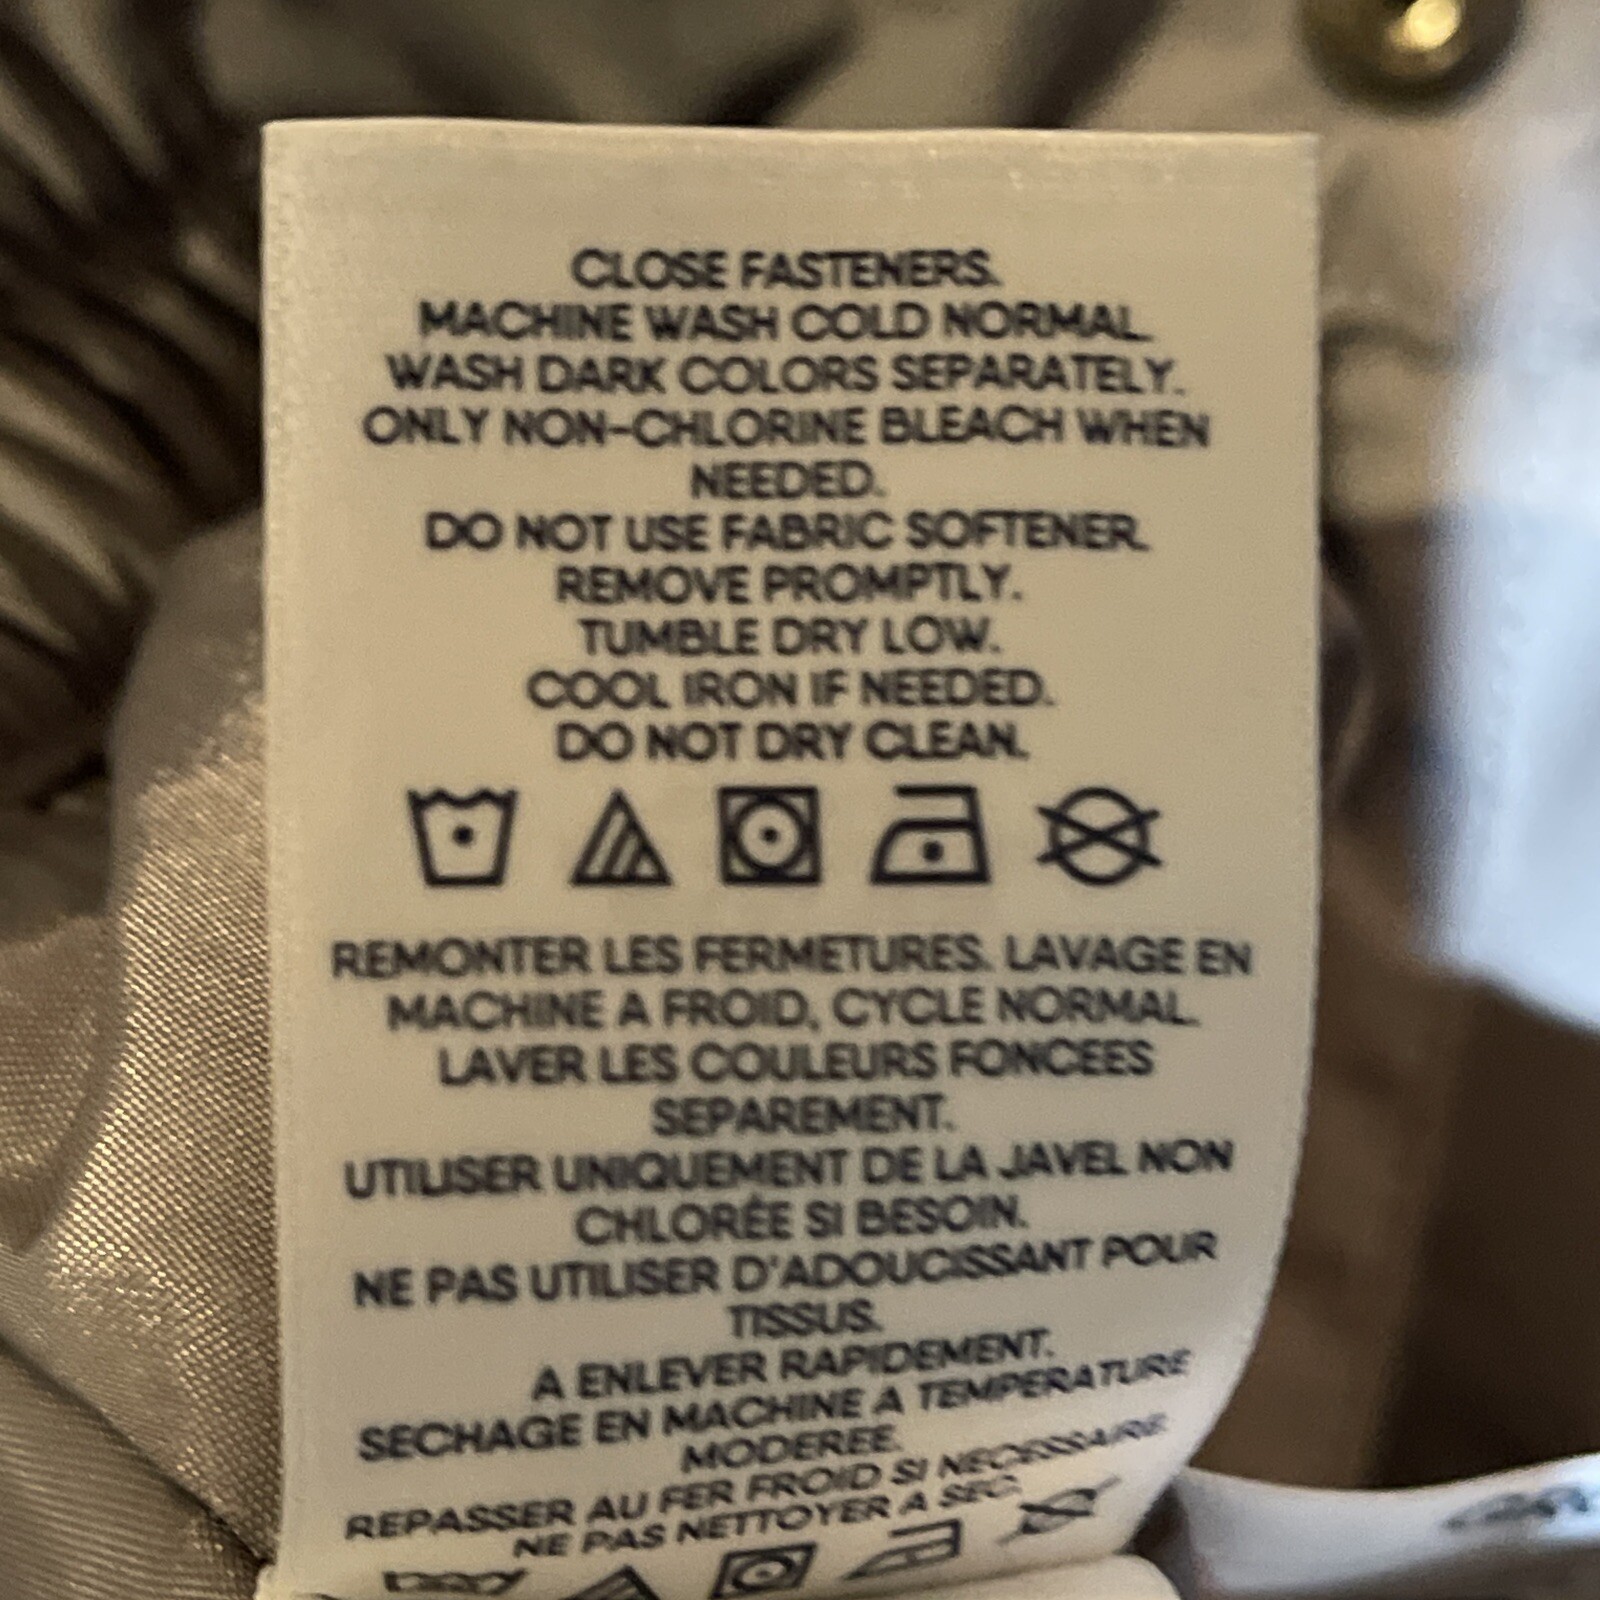 CLOSE FASTENERS.
MACHINE WASH COLD NORMAL.
WASH DARK COLORS SEPARATELY.
ONLY NON-CHLORINE BLEACH WHEN
NEEDED.
DO NOT USE FABRIC SOFTENER.
REMOVE PROMPTLY.
TUMBLE DRY LOW.
COOL IRON IF NEEDED.
DO NOT DRY CLEAN.
REMONTER LES FERMETURES. LAVAGE EN
MACHINE A FROID, CYCLE NORMAL.
LAVER LES COULEURS FONCEES
SEPAREMENT.
UTILISER UNIQUEMENT DE LA JAVEL NON
CHLORÉE SI BESOIN.
NE PAS UTILISER D'ADOUCISSANT POUR
TISSUS.
A ENLEVER RAPIDEMENT.
SECHAGE EN MACHINE A TEMPERATURE
MODEREE.
REPASSER AU FER FROID SI NECESSAIRE.
NE PAS NETTOYER A SEC.